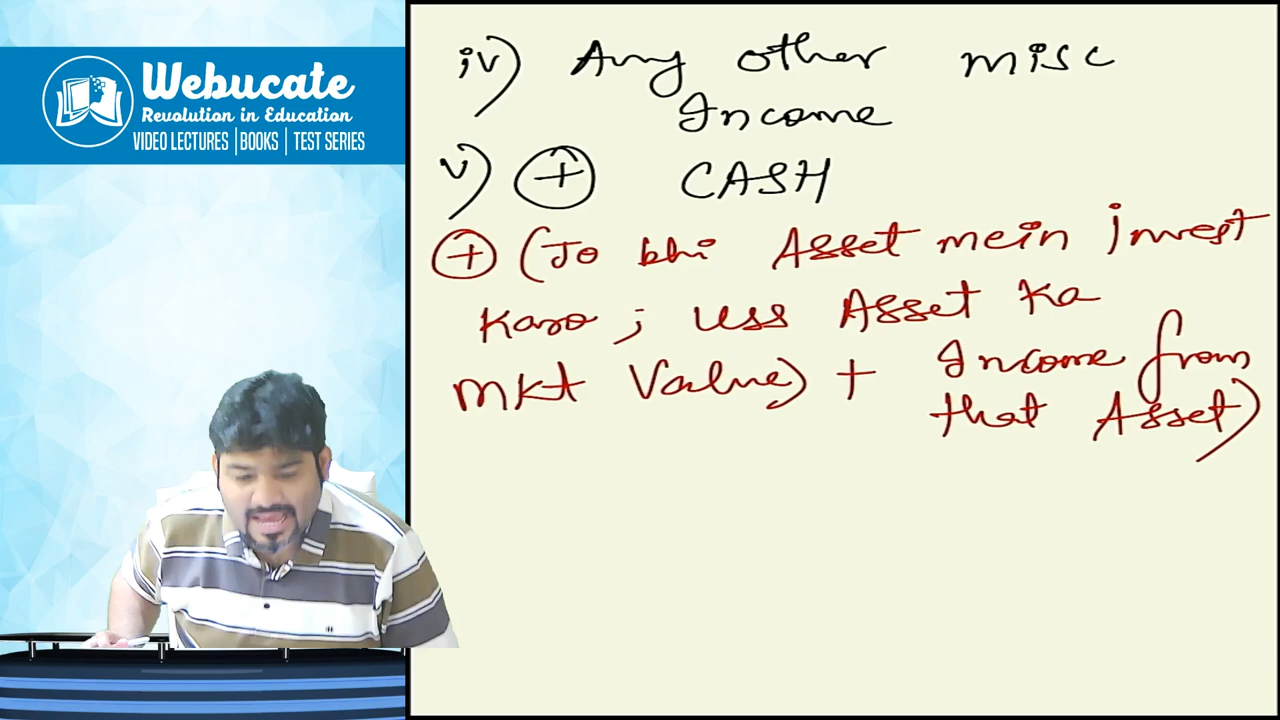 Webucate
Revolution in Education
VIDEO LECTURES | BOOKS | TEST SERIES
iv) Any other misc
Income
v) + CASH
+ (Jo bhi Asset mein invest
Karo ; uss Asset Ka
mkt Value) + Income from
that Asset)